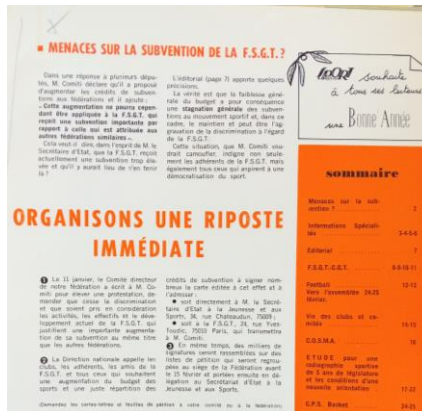 ■ MENACES SUR LA SUBVENTION DE LA F.S.G.T. ?
Dans une réponse à plusieurs dépu-
tés, M. Comiti déclare qu'il a proposé
d'augmenter les crédits de subven-
tions aux fédérations et il ajoute :
« Cette augmentation ne pourra cepen-
dant être appliquée à la F.S.G.T. qui
reçoit une subvention importante par
rapport à celle qui est attribuée aux
autres fédérations similaires ».
Cela veut-il dire, dans l'esprit de M. le
Secrétaire d'Etat, que la F.S.G.T. reçoit
actuellement une subvention trop éle-
vée et qu'il y aurait lieu de s'en tenir
là ?
L'éditorial (page 7) apporte quelques
précisions.
La vérité est que la faiblesse géné-
rale du budget a pour conséquence
une stagnation générale des subven-
tions au mouvement sportif et, dans ce
cadre, le maintien et peut être l'ag-
gravation de la discrimination à l'égard
de la F.S.G.T.
Cette situation, que M. Comiti vou-
drait camoufler, indigne non seule-
ment les adhérents de la F.S.G.T. mais
également tous ceux qui aspirent à une
démocratisation du sport.
ORGANISONS UNE RIPOSTE
IMMÉDIATE
❶ Le 11 janvier, le Comité directeur
de notre fédération a écrit à M. Co-
miti pour élever une protestation, de-
mander que cesse la discrimination
et que soient pris en considération
les activités, les effectifs et le déve-
loppement actuel de la F.S.G.T. qui
justifient une importante augmenta-
tion de sa subvention au même titre
que les autres fédérations.
❷ La Direction nationale appelle les
clubs, les adhérents, les amis de la
F.S.G.T. et tous ceux qui souhaitent
une augmentation du budget des
sports et une juste répartition des
crédits de subvention à signer nom-
breux la carte éditée à cet effet et à
l'adresser :
● soit directement à M. le Secré-
taire d'Etat à la Jeunesse et aux
Sports, 34, rue Chateaudun, 75009 ;
● soit à la F.S.G.T., 24, rue Yves-
Toudic, 75010 Paris, qui transmettra
à M. Comiti.
❸ En même temps, des milliers de
signatures seront rassemblées sur des
listes de pétition qui seront regrou-
pées au siège de la Fédération avant
le 15 février et portées ensuite en dé-
légation au Secrétariat d'Etat à la
Jeunesse et aux Sports.
(Demandez les cartes-lettres et feuilles de pétition à votre comité ou à la fédération)
souhaite
à tous ses lecteurs
une Bonne Année
sommaire
Menaces sur la sub-
vention ? 2
Informations Spéciali-
tés 3-4-5-6
Editorial 7
F.S.G.T.-C.G.T. 8-9-10-11
Football 12-13
Vers l'assemblée 24-25
février.
Vie des clubs et co-
mités 14-15
C.O.S.M.A. 16
ETUDE pour une
radiographie sportive
en fin de législature
et les conditions d'une
nouvelle orientation 17-22
C.P.S. Basket 24-25